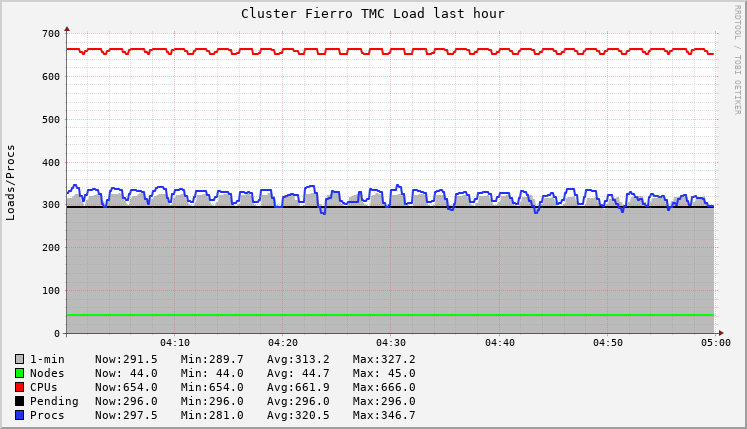 Cluster Fierro TMC Load last hour
RRDTOOL / TOBI OETIKER
Loads/Procs
700
600
500
400
300
200
100
0
04:10 04:20 04:30 04:40 04:50 05:00
1-min Now:291.5 Min:289.7 Avg:313.2 Max:327.2
Nodes Now: 44.0 Min: 44.0 Avg: 44.7 Max: 45.0
CPUs Now:654.0 Min:654.0 Avg:661.9 Max:666.0
Pending Now:296.0 Min:296.0 Avg:296.0 Max:296.0
Procs Now:297.5 Min:281.0 Avg:320.5 Max:346.7